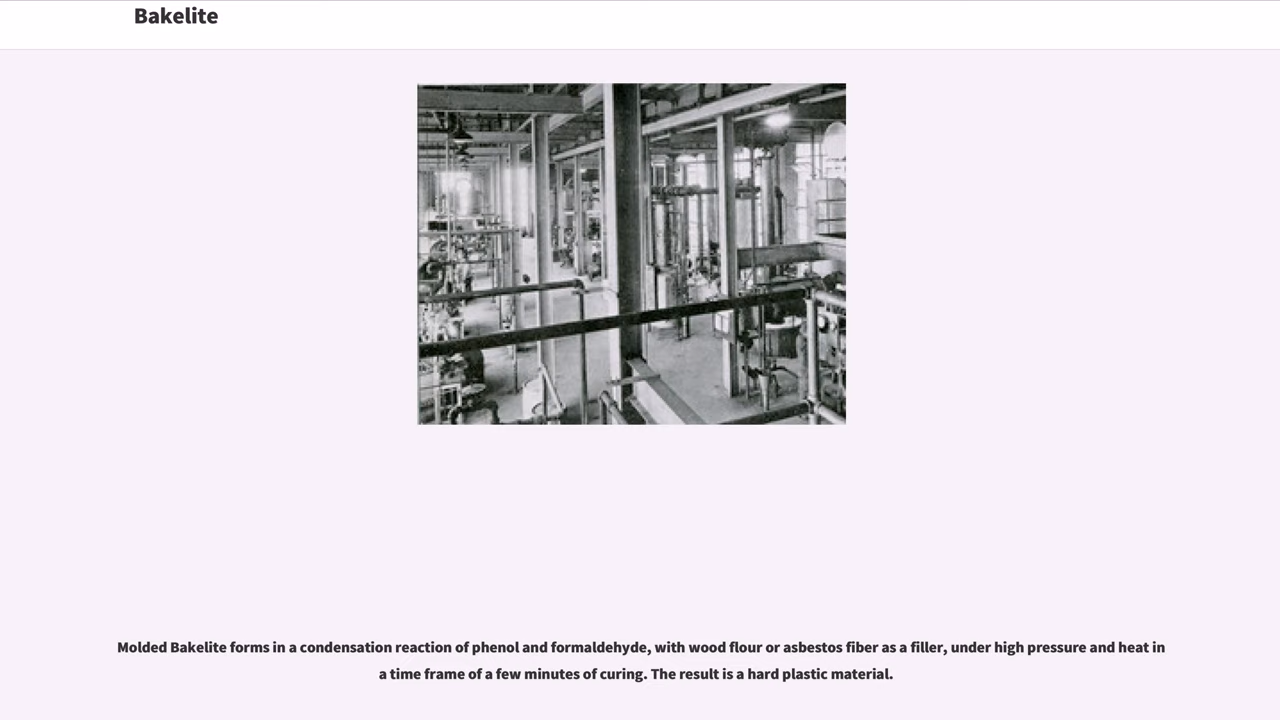 Bakelite
Molded Bakelite forms in a condensation reaction of phenol and formaldehyde, with wood flour or asbestos fiber as a filler, under high pressure and heat in
a time frame of a few minutes of curing. The result is a hard plastic material.